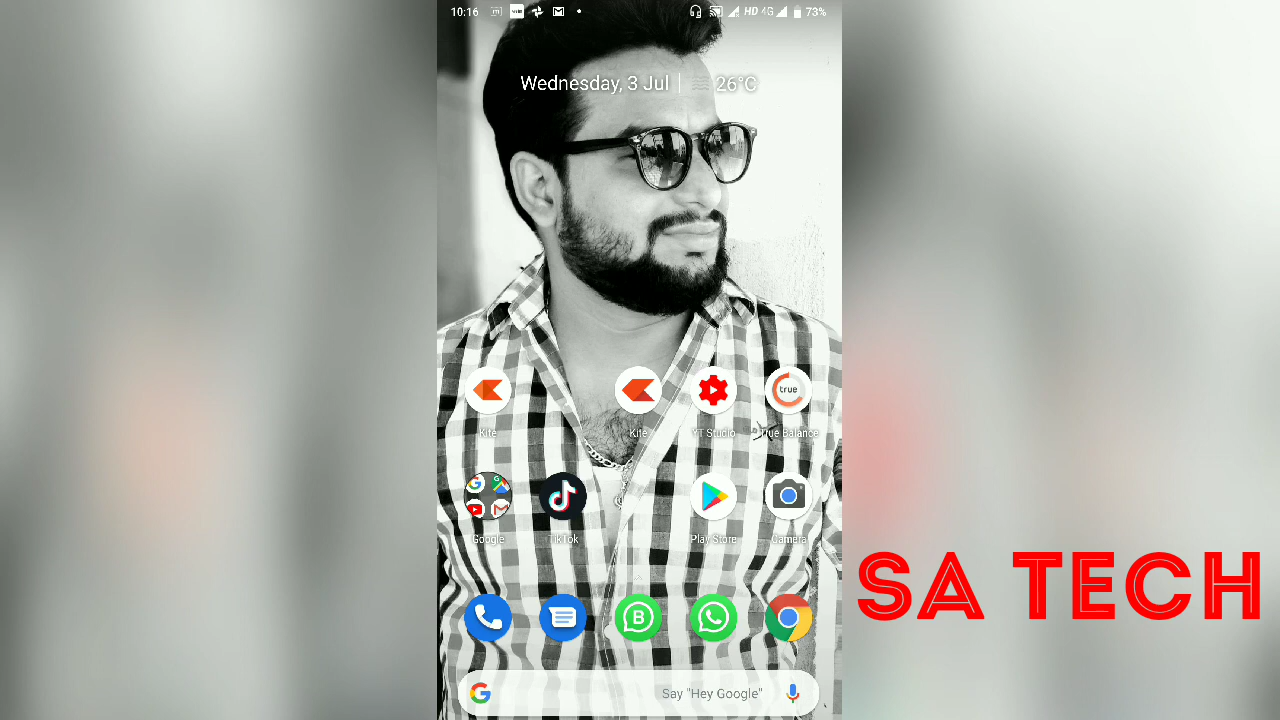 10:16 HD 4G 73%
Wednesday, 3 Jul | 26°C
true
Kite Kite YT Studio True Balance
Google TikTok Play Store Camera
B
SA TECH
Say "Hey Google"